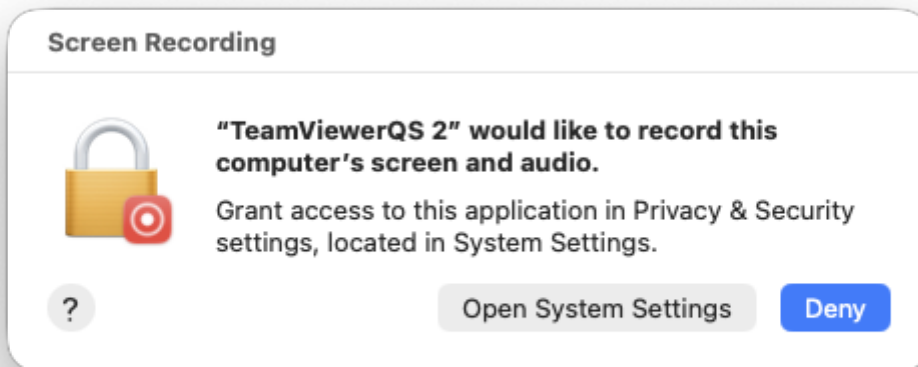 Screen Recording
“TeamViewerQS 2” would like to record this
computer’s screen and audio.
Grant access to this application in Privacy & Security
settings, located in System Settings.
?
Open System Settings
Deny